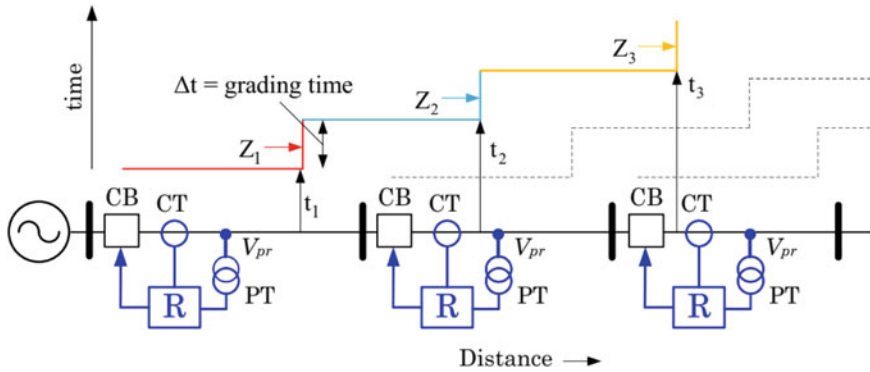 time
Δt = grading time
Z₁
Z₂
Z₃
t₁
t₂
t₃
CB
CT
CB
CT
CB
CT
Vₚᵣ
Vₚᵣ
Vₚᵣ
R
PT
R
PT
R
PT
Distance